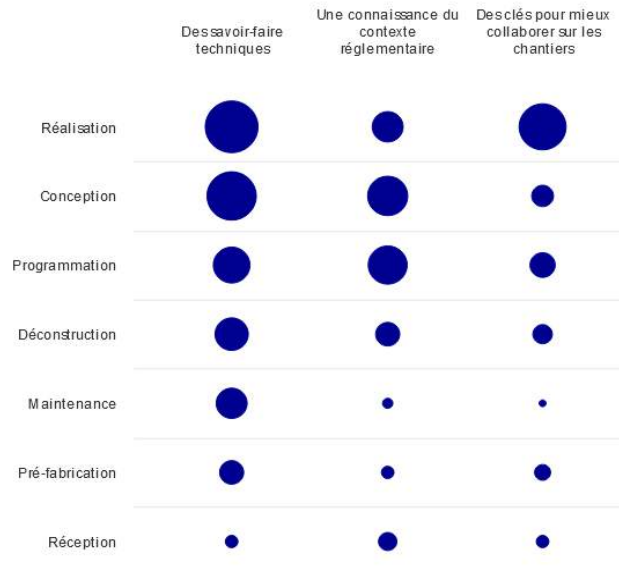 Des savoir-faire
techniques
Une connaissance du
contexte
réglementaire
Des clés pour mieux
collaborer sur les
chantiers
Réalisation
Conception
Programmation
Déconstruction
Maintenance
Pré-fabrication
Réception